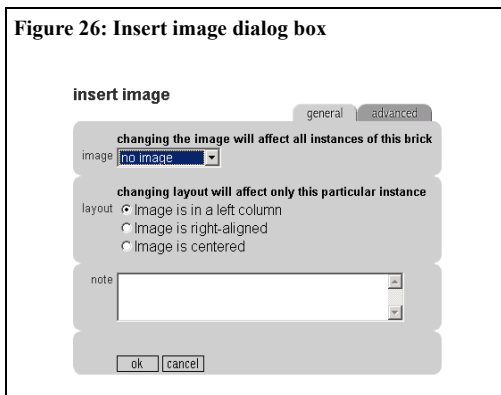 Figure 26: Insert image dialog box
insert image
general advanced
changing the image will affect all instances of this brick
image no image
changing layout will affect only this particular instance
layout Image is in a left column
Image is right-aligned
Image is centered
note
ok cancel